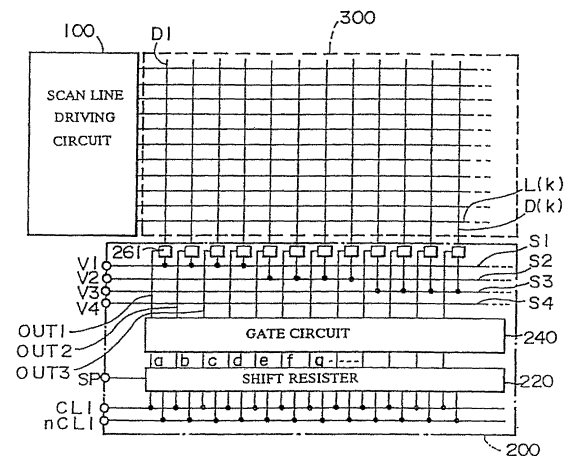 300
100
D1
SCAN LINE
DRIVING
CIRCUIT
L(k)
D(k)
261
S1
V1
S2
V2
S3
V3
S4
V4
OUT1
OUT2
OUT3
GATE CIRCUIT
240
a b c d e f g
SP
SHIFT RESISTER
220
CL1
nCL1
200